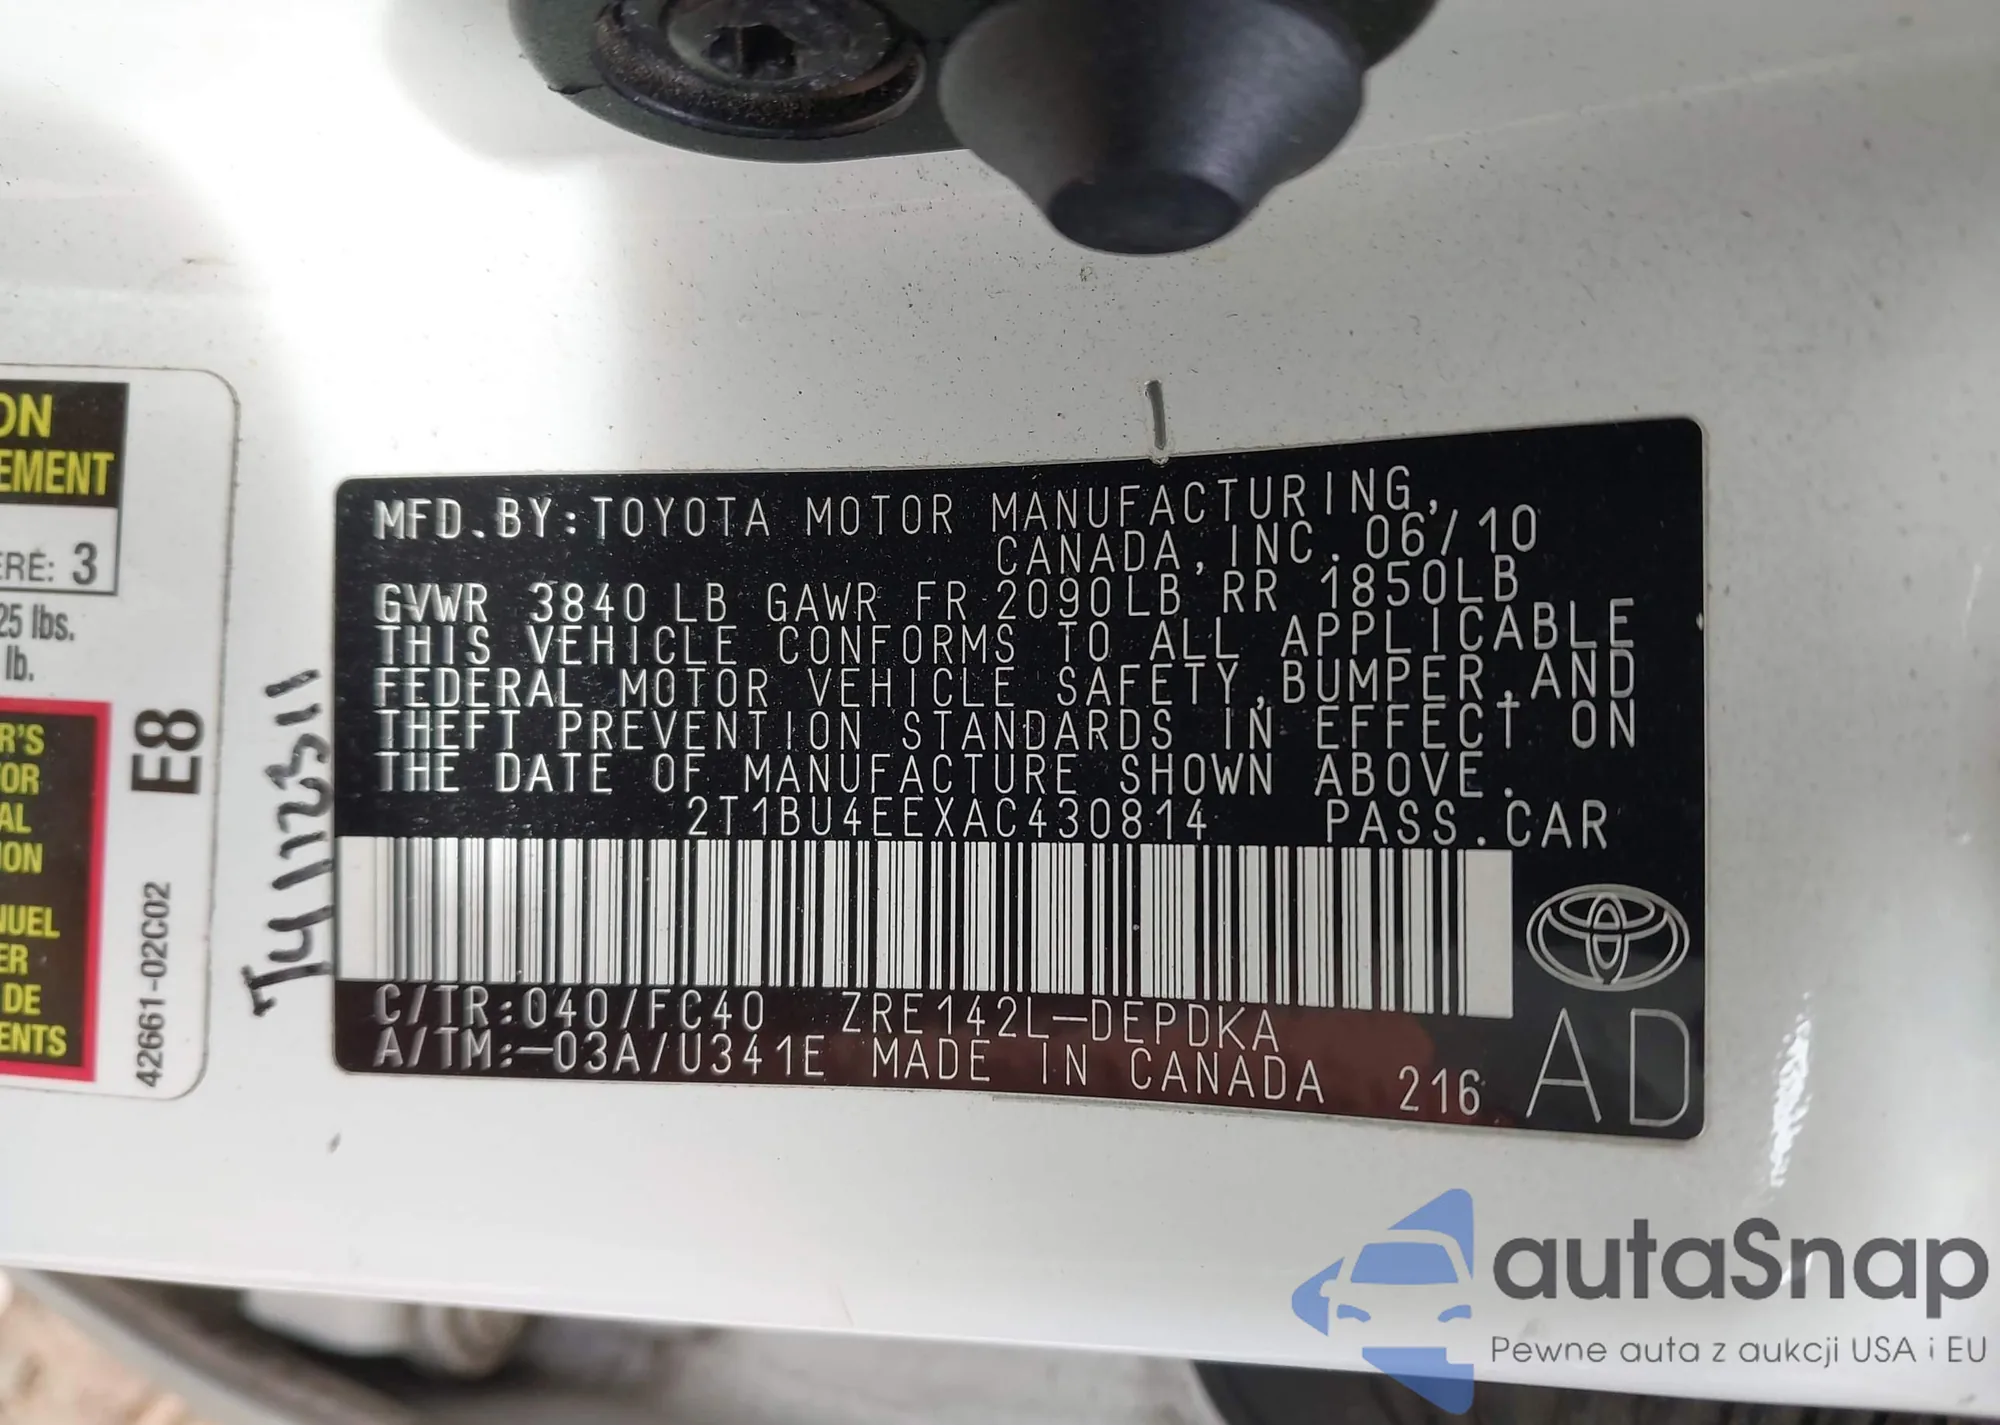 MFD.BY:TOYOTA MOTOR MANUFACTURING,
CANADA,INC. 06/10
GVWR 3840LB GAWR FR 2090LB RR 1850LB
THIS VEHICLE CONFORMS TO ALL APPLICABLE
FEDERAL MOTOR VEHICLE SAFETY,BUMPER,AND
THEFT PREVENTION STANDARDS IN EFFECT ON
THE DATE OF MANUFACTURE SHOWN ABOVE.
2T1BU4EEXAC430814 PASS.CAR
C/TR:040/FC40 ZRE142L-DEPDKA
A/TM:-03A/U341E MADE IN CANADA 216
AD
ON
EMENT
ERE: 3
25 lbs.
lb.
R'S
TOR
AL
ION
NUEL
ER
DE
ENTS
E8
42661-02C02
autaSnap
Pewne auta z aukcji USA i EU